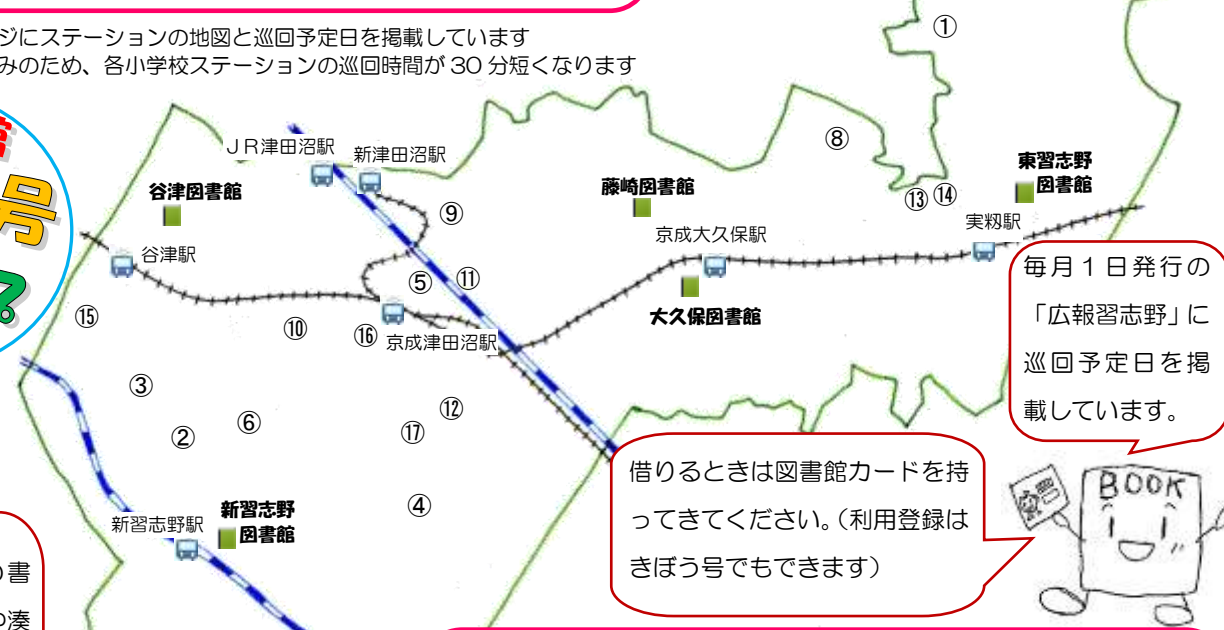 ジにステーションの地図と巡回予定日を掲載しています
みのため、各小学校ステーションの巡回時間が 30 分短くなります
①
号
ＪＲ津田沼駅
新津田沼駅
⑧
谷津図書館
藤崎図書館
東習志野
図書館
⑬
⑭
⑨
京成大久保駅
実籾駅
谷津駅
⑤
⑪
大久保図書館
⑮
⑩
⑯
京成津田沼駅
毎月１日発行の
「広報習志野」に
巡回予定日を掲
載しています。
③
⑥
②
⑫
⑰
④
新習志野駅
新習志野
図書館
借りるときは図書館カードを持
ってきてください。（利用登録は
きぼう号でもできます）
BOOK
書
湊